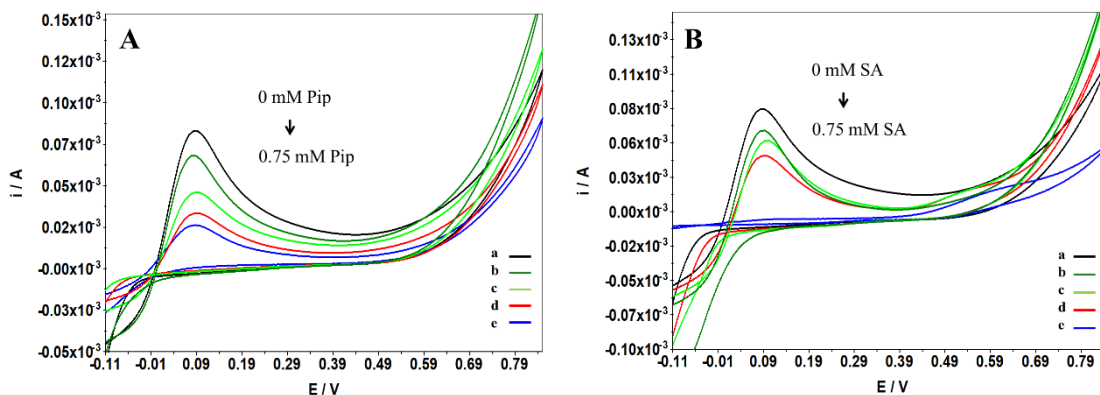 A
0 mM Pip
0.75 mM Pip
i / A
0.15x10⁻³
0.12x10⁻³
0.10x10⁻³
0.07x10⁻³
0.05x10⁻³
0.02x10⁻³
-0.00x10⁻³
-0.03x10⁻³
-0.05x10⁻³
a
b
c
d
e
-0.11 -0.01 0.09 0.29 0.29 0.39 0.49 0.59 0.69 0.79
E / V
B
0 mM SA
0.75 mM SA
i / A
0.13x10⁻³
0.11x10⁻³
0.08x10⁻³
0.06x10⁻³
0.03x10⁻³
0.00x10⁻³
-0.02x10⁻³
-0.05x10⁻³
-0.07x10⁻³
-0.10x10⁻³
a
b
c
d
e
-0.11 -0.01 0.09 0.29 0.29 0.39 0.49 0.59 0.69 0.79
E / V